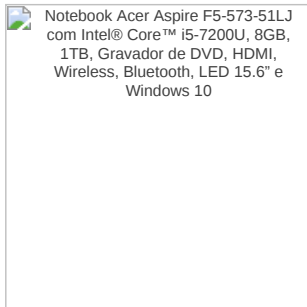 Notebook Acer Aspire F5-573-51LJ
com Intel® Core™ i5-7200U, 8GB,
1TB, Gravador de DVD, HDMI,
Wireless, Bluetooth, LED 15.6” e
Windows 10